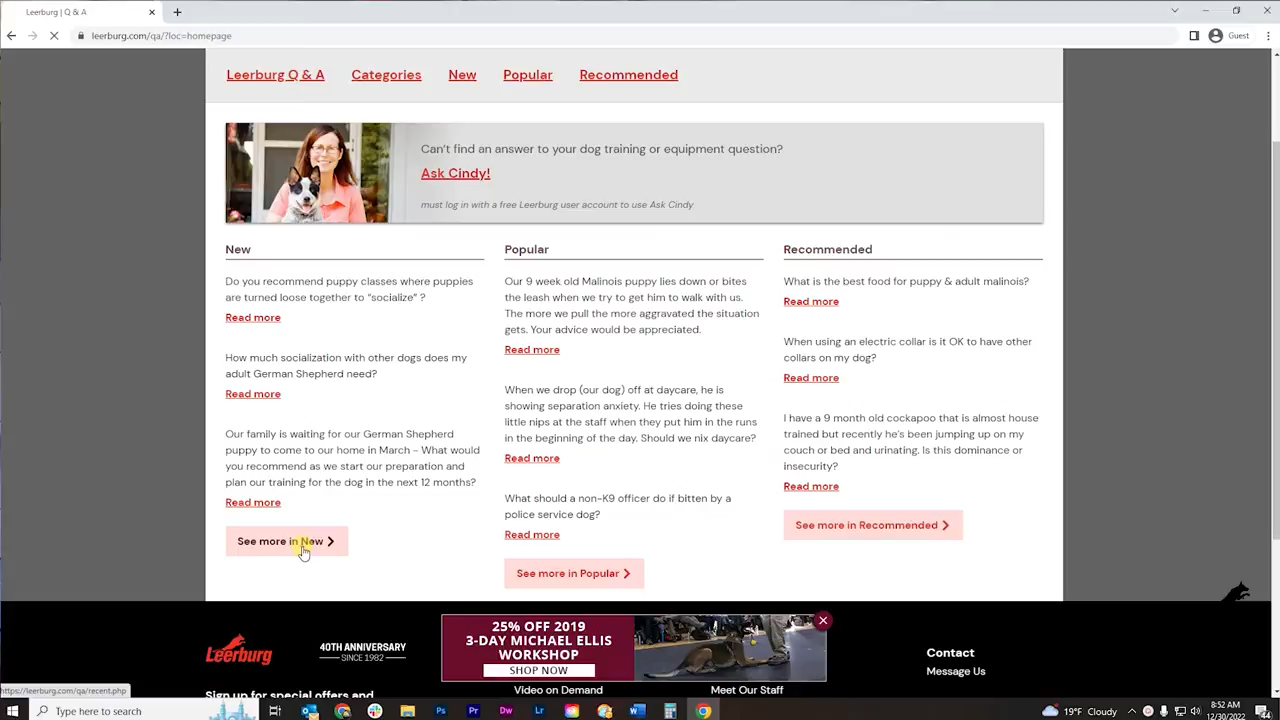 Leerburg | Q & A
leerburg.com/qa/?loc=homepage
Guest
Leerburg Q & A
Categories
New
Popular
Recommended
Can't find an answer to your dog training or equipment question?
Ask Cindy!
must log in with a free Leerburg user account to use Ask Cindy
New
Do you recommend puppy classes where puppies
are turned loose together to "socialize" ?
Read more
How much socialization with other dogs does my
adult German Shepherd need?
Read more
Our family is waiting for our German Shepherd
puppy to come to our home in March - What would
you recommend as we start our preparation and
plan our training for the dog in the next 12 months?
Read more
See more in New
Popular
Our 9 week old Malinois puppy lies down or bites
the leash when we try to get him to walk with us.
The more we pull the more aggravated the situation
gets. Your advice would be appreciated.
Read more
When we drop (our dog) off at daycare, he is
showing separation anxiety. He tries doing these
little nips at the staff when they put him in the runs
in the beginning of the day. Should we nix daycare?
Read more
What should a non-K9 officer do if bitten by a
police service dog?
Read more
See more in Popular
Recommended
What is the best food for puppy & adult malinois?
Read more
When using an electric collar is it OK to have other
collars on my dog?
Read more
I have a 9 month old cockapoo that is almost house
trained but recently he's been jumping up on my
couch or bed and urinating. Is this dominance or
insecurity?
Read more
See more in Recommended
Leerburg
40TH ANNIVERSARY
SINCE 1982
25% OFF 2019
3-DAY MICHAEL ELLIS
WORKSHOP
SHOP NOW
Contact
Message Us
Video on Demand
Meet Our Staff
Sign up for special offers and
https://leerburg.com/qa/recent.php
Type here to search
Ps
Pr
Dw
Lr
19°F Cloudy
8:52 AM
12/30/2022
44